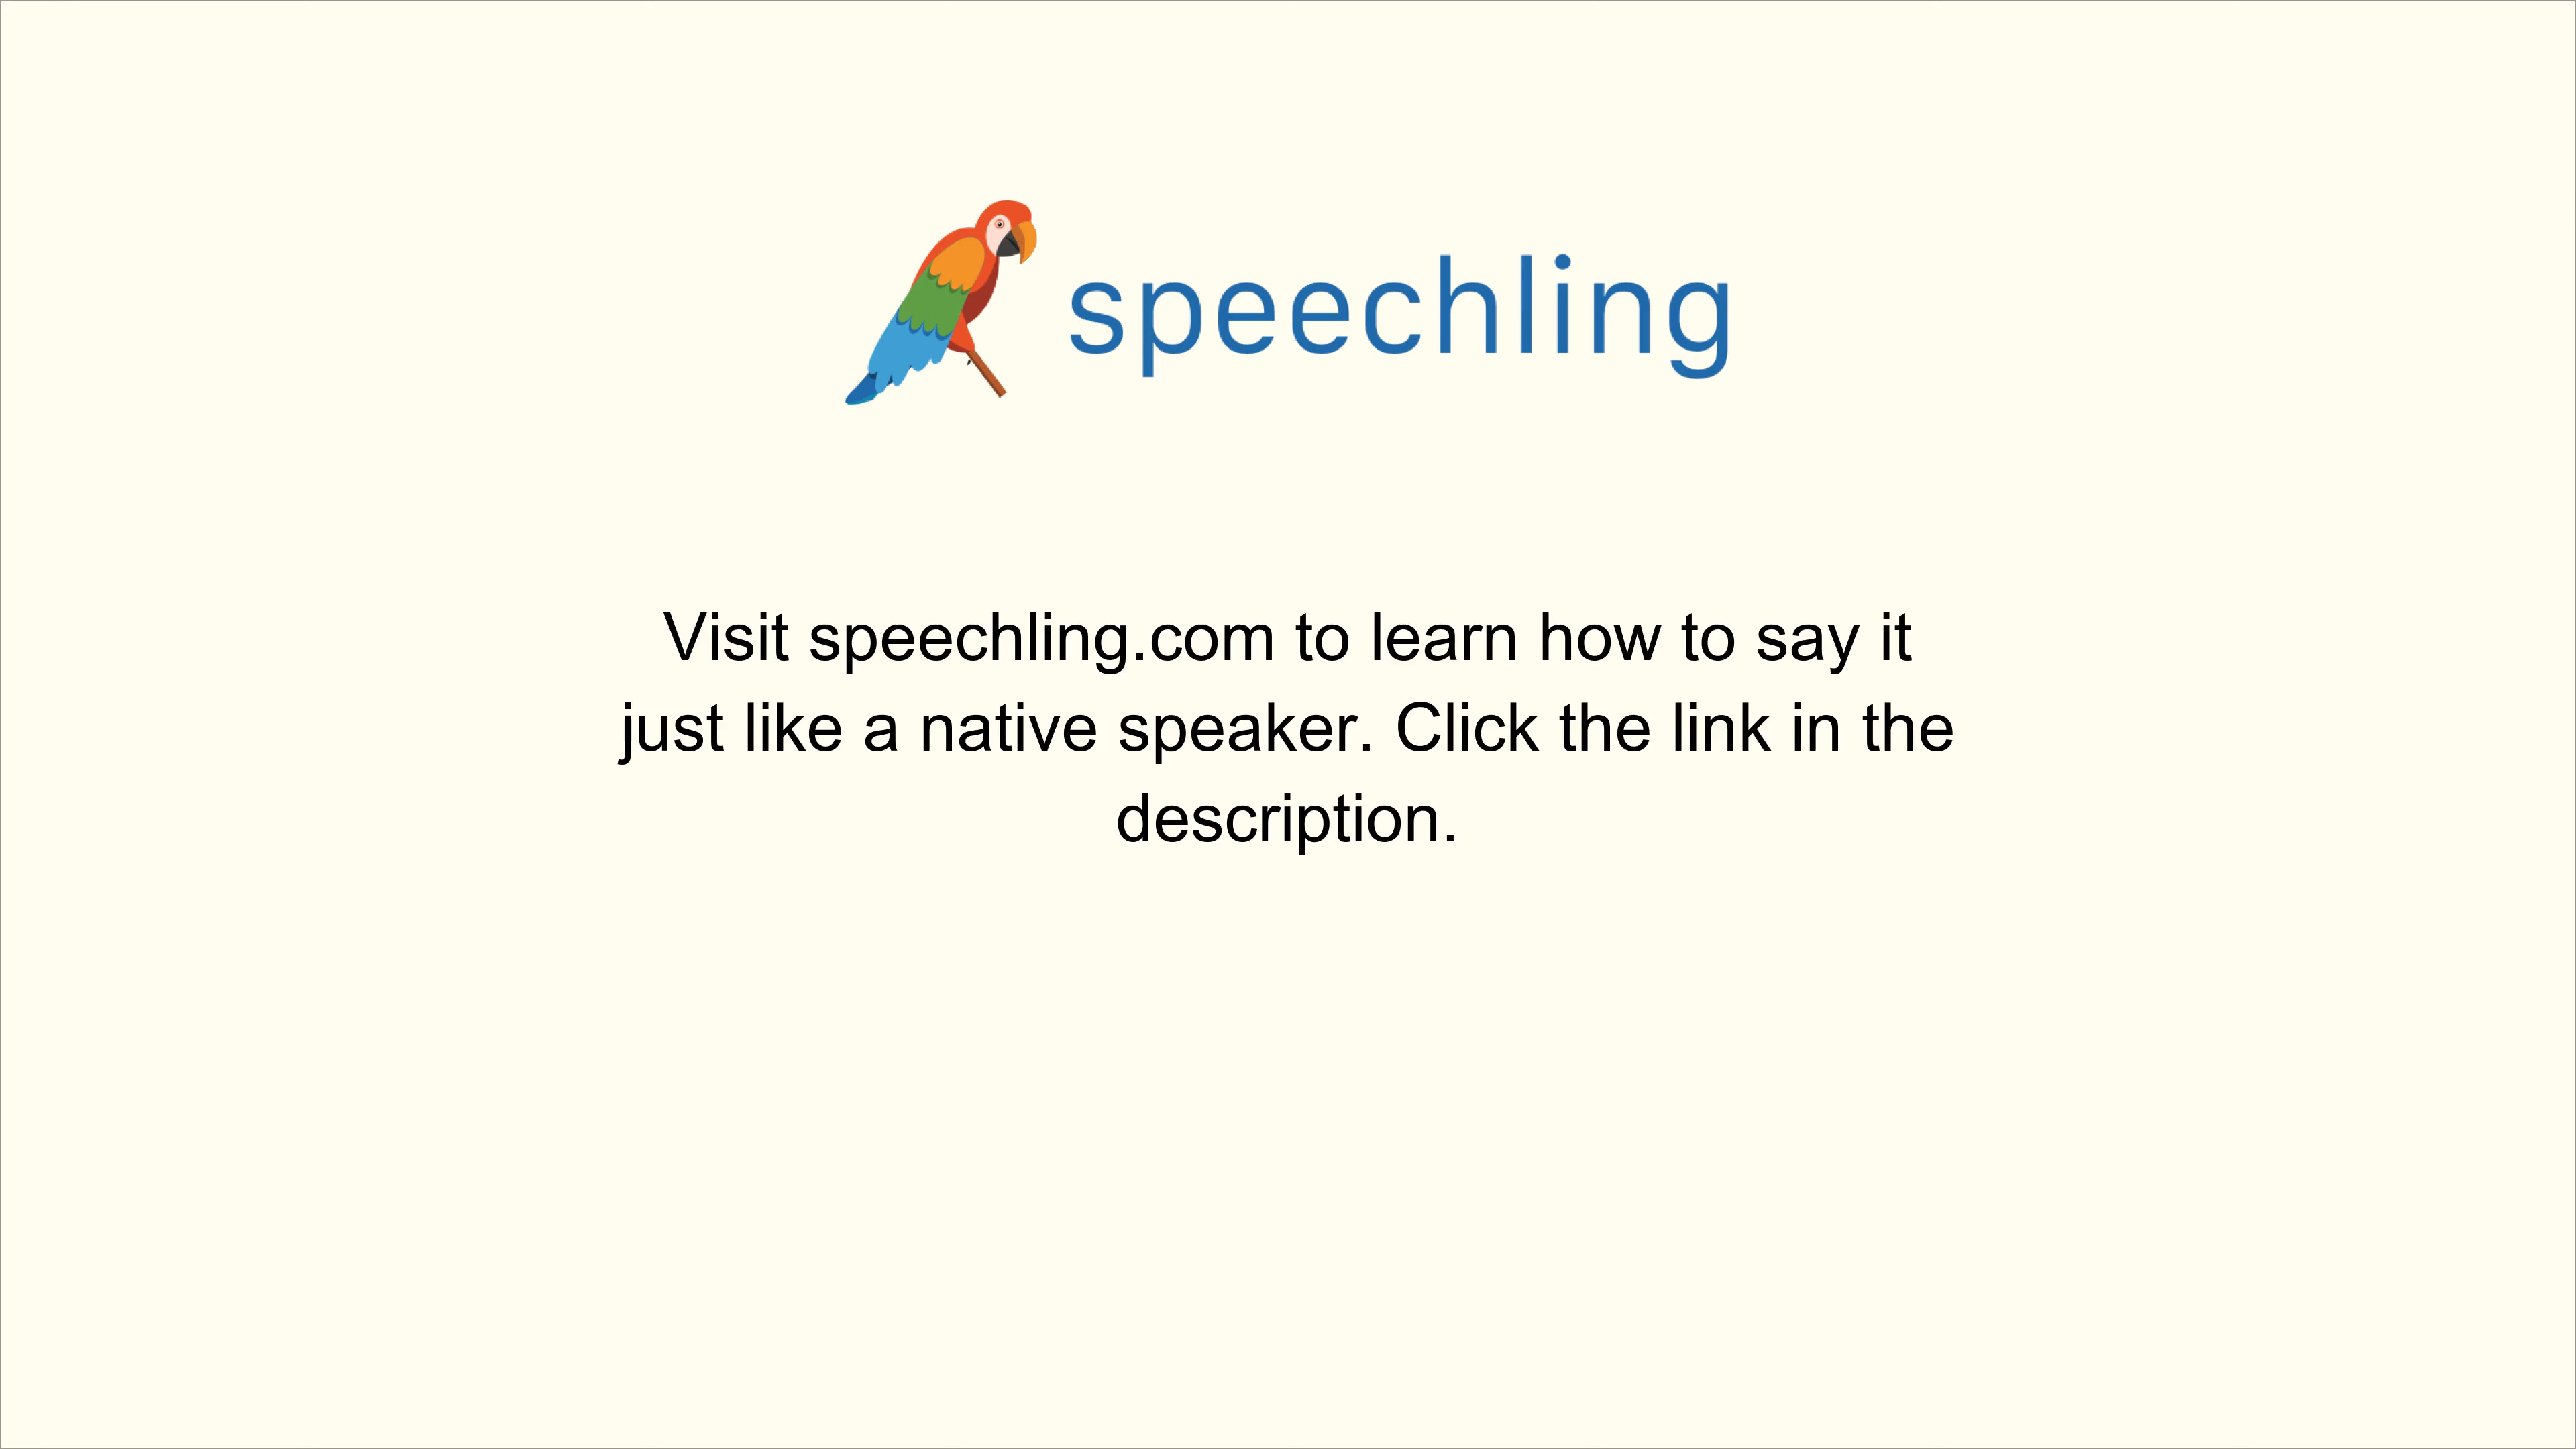 speechling
Visit speechling.com to learn how to say it
just like a native speaker. Click the link in the
description.